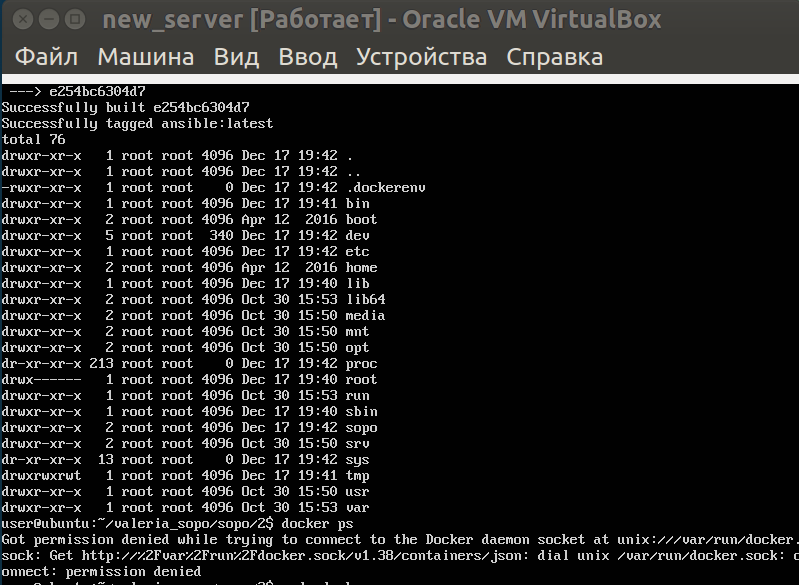 new_server [Работает] - Oracle VM VirtualBox
Файл Машина Вид Ввод Устройства Справка
---> e254bc6304d7
Successfully built e254bc6304d7
Successfully tagged ansible:latest
total 76
drwxr-xr-x   1 root root 4096 Dec 17 19:42 .
drwxr-xr-x   1 root root 4096 Dec 17 19:42 ..
-rwxr-xr-x   1 root root    0 Dec 17 19:42 .dockerenv
drwxr-xr-x   1 root root 4096 Dec 17 19:41 bin
drwxr-xr-x   2 root root 4096 Apr 12  2016 boot
drwxr-xr-x   5 root root  340 Dec 17 19:42 dev
drwxr-xr-x   1 root root 4096 Dec 17 19:42 etc
drwxr-xr-x   2 root root 4096 Apr 12  2016 home
drwxr-xr-x   1 root root 4096 Dec 17 19:40 lib
drwxr-xr-x   2 root root 4096 Oct 30 15:53 lib64
drwxr-xr-x   2 root root 4096 Oct 30 15:50 media
drwxr-xr-x   2 root root 4096 Oct 30 15:50 mnt
drwxr-xr-x   2 root root 4096 Oct 30 15:50 opt
dr-xr-xr-x 213 root root    0 Dec 17 19:42 proc
drwx------   1 root root 4096 Dec 17 19:40 root
drwxr-xr-x   1 root root 4096 Oct 30 15:53 run
drwxr-xr-x   1 root root 4096 Dec 17 19:40 sbin
drwxr-xr-x   2 root root 4096 Dec 17 19:42 sopo
drwxr-xr-x   2 root root 4096 Oct 30 15:50 srv
dr-xr-xr-x  13 root root    0 Dec 17 19:42 sys
drwxrwxrwt   1 root root 4096 Dec 17 19:41 tmp
drwxr-xr-x   1 root root 4096 Oct 30 15:50 usr
drwxr-xr-x   1 root root 4096 Oct 30 15:53 var
user@ubuntu:~/valeria_sopo/sopo/2$ docker ps
Got permission denied while trying to connect to the Docker daemon socket at unix:///var/run/docker.
sock: Get http://%2Fvar%2Frun%2Fdocker.sock/v1.38/containers/json: dial unix /var/run/docker.sock: c
onnect: permission denied